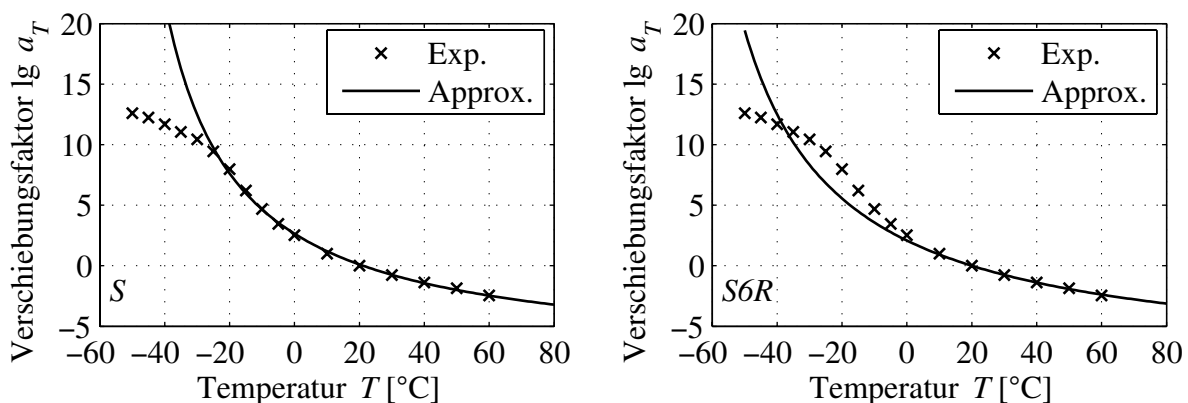 Verschiebungsfaktor lg a_T
20
15
10
5
0
−5
−60 −40 −20 0 20 40 60 80
Temperatur T [°C]
Exp.
Approx.
S
Verschiebungsfaktor lg a_T
20
15
10
5
0
−5
−60 −40 −20 0 20 40 60 80
Temperatur T [°C]
Exp.
Approx.
S6R